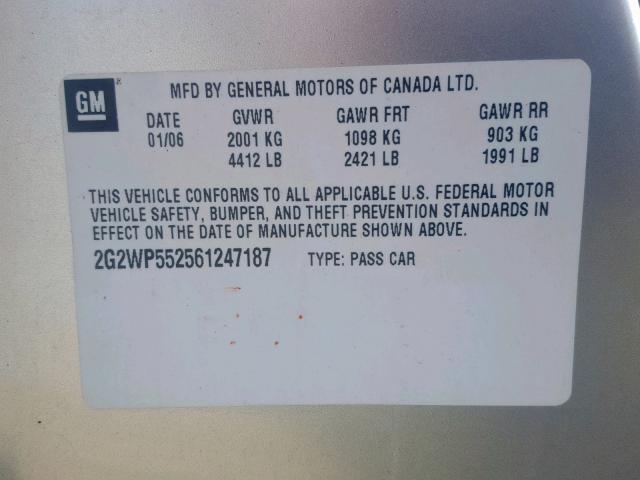 GM ® MFD BY GENERAL MOTORS OF CANADA LTD.
DATE GVWR GAWR FRT GAWR RR
01/06 2001 KG 1098 KG 903 KG
4412 LB 2421 LB 1991 LB
THIS VEHICLE CONFORMS TO ALL APPLICABLE U.S. FEDERAL MOTOR
VEHICLE SAFETY, BUMPER, AND THEFT PREVENTION STANDARDS IN
EFFECT ON THE DATE OF MANUFACTURE SHOWN ABOVE.
2G2WP552561247187 TYPE: PASS CAR